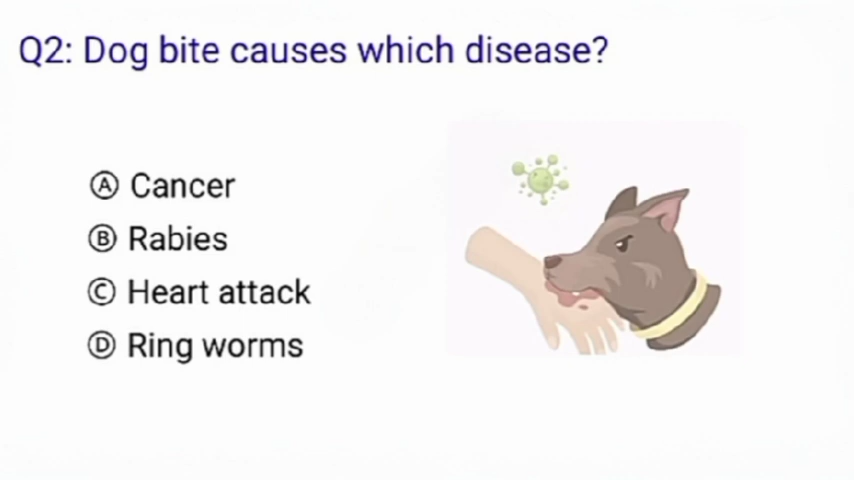 Q2: Dog bite causes which disease?
Ⓐ Cancer
Ⓑ Rabies
Ⓒ Heart attack
Ⓓ Ring worms